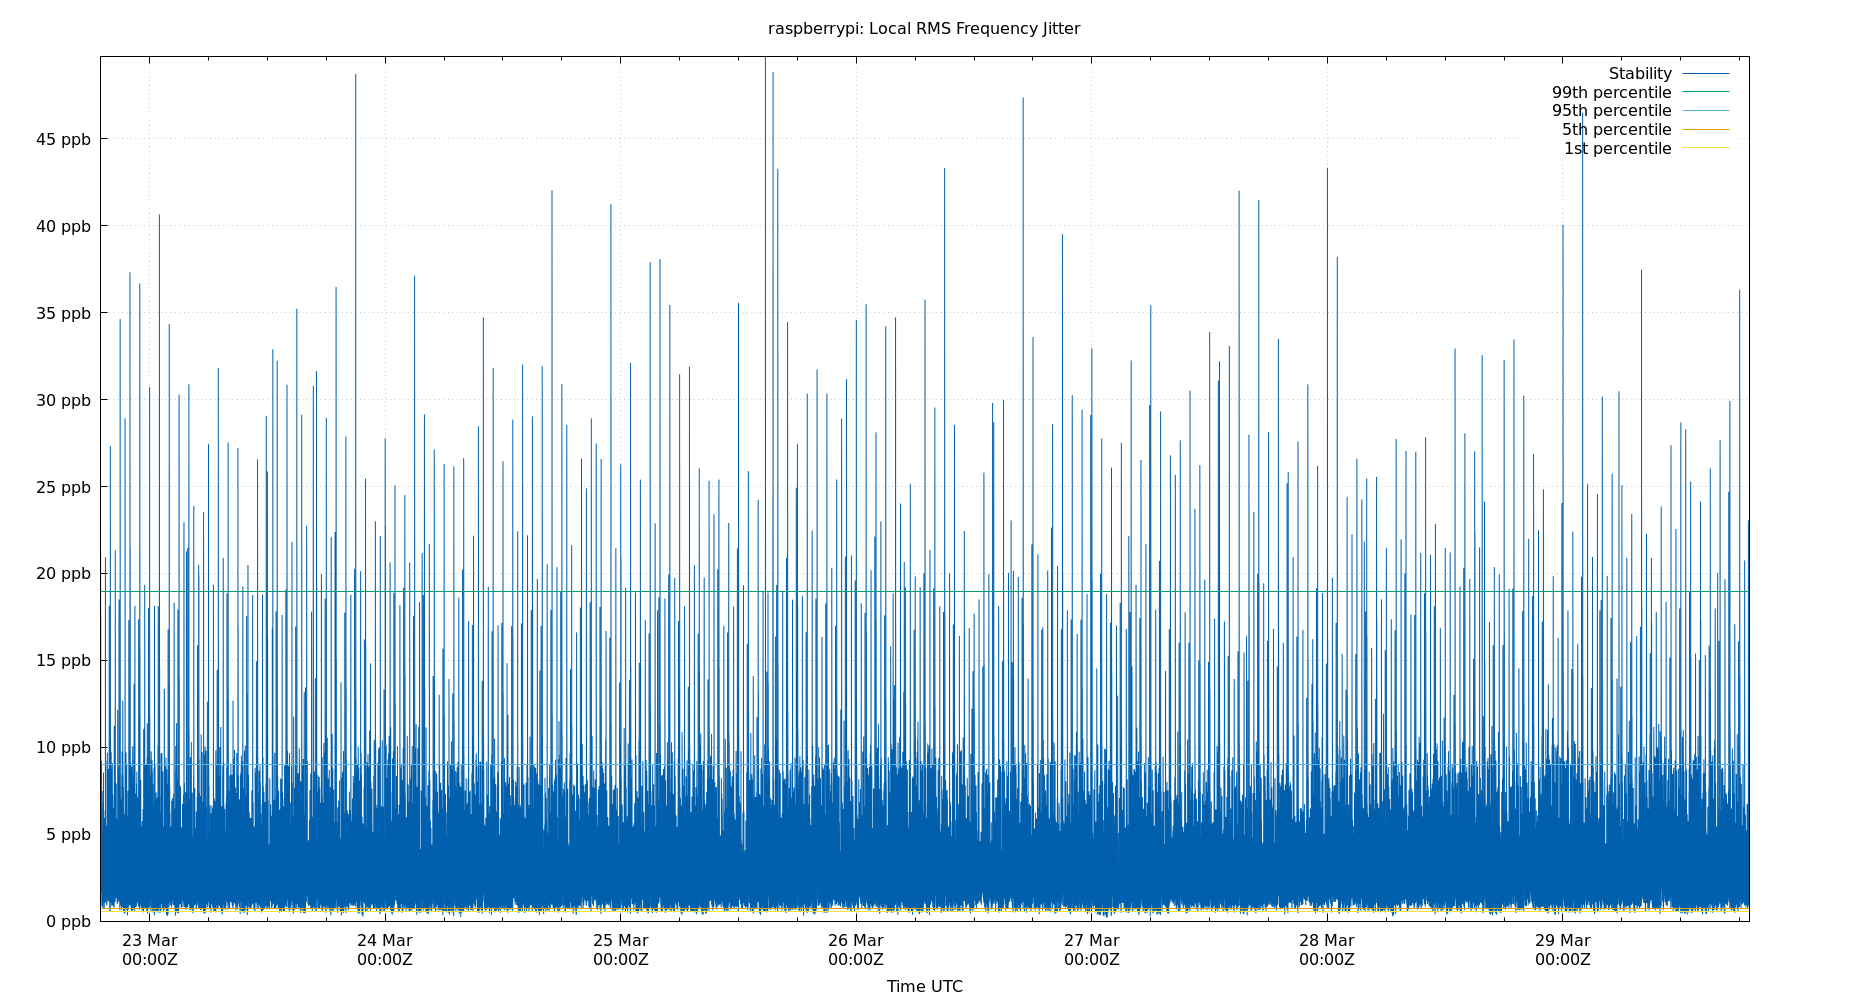 raspberrypi: Local RMS Frequency Jitter
Stability
99th percentile
95th percentile
5th percentile
1st percentile
45 ppb
40 ppb
35 ppb
30 ppb
25 ppb
20 ppb
15 ppb
10 ppb
5 ppb
0 ppb
23 Mar 24 Mar 25 Mar 26 Mar 27 Mar 28 Mar 29 Mar
00:00Z 00:00Z 00:00Z 00:00Z 00:00Z 00:00Z 00:00Z
Time UTC